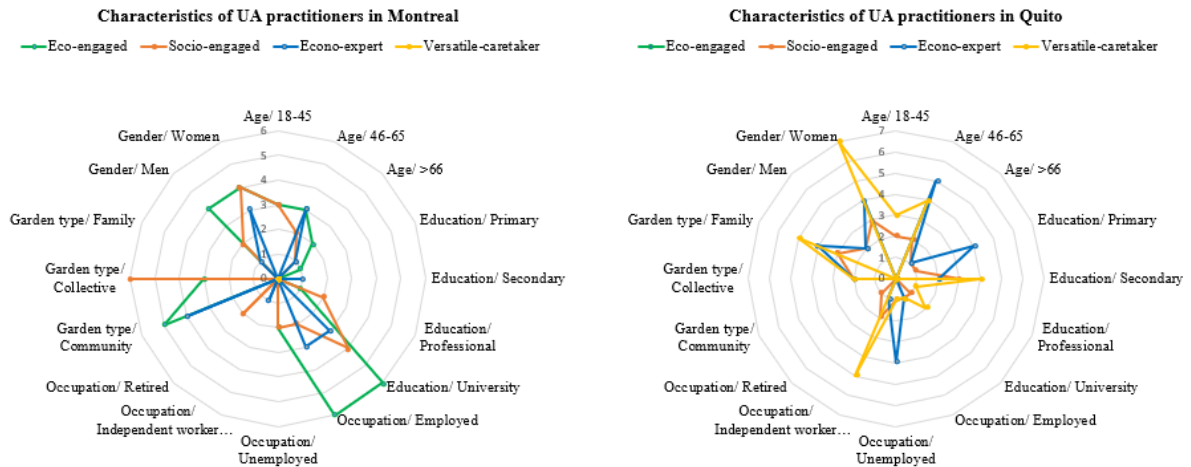 Characteristics of UA practitioners in Montreal
Eco-engaged Socio-engaged Econo-expert Versatile-caretaker
Age/ 18-45
Age/ 46-65
Age/ >66
Education/ Primary
Education/ Secondary
Education/
Professional
Education/ University
Occupation/ Employed
Occupation/
Unemployed
Occupation/
Independent worker…
Occupation/ Retired
Garden type/
Community
Garden type/
Collective
Garden type/ Family
Gender/ Men
Gender/ Women
6
5
4
3
2
1
0
Characteristics of UA practitioners in Quito
Eco-engaged Socio-engaged Econo-expert Versatile-caretaker
Age/ 18-45
Age/ 46-65
Age/ >66
Education/ Primary
Education/ Secondary
Education/
Professional
Education/ University
Occupation/ Employed
Occupation/
Unemployed
Occupation/
Independent worker…
Occupation/ Retired
Garden type/
Community
Garden type/
Collective
Garden type/ Family
Gender/ Men
Gender/ Women
7
6
5
4
3
2
1
0